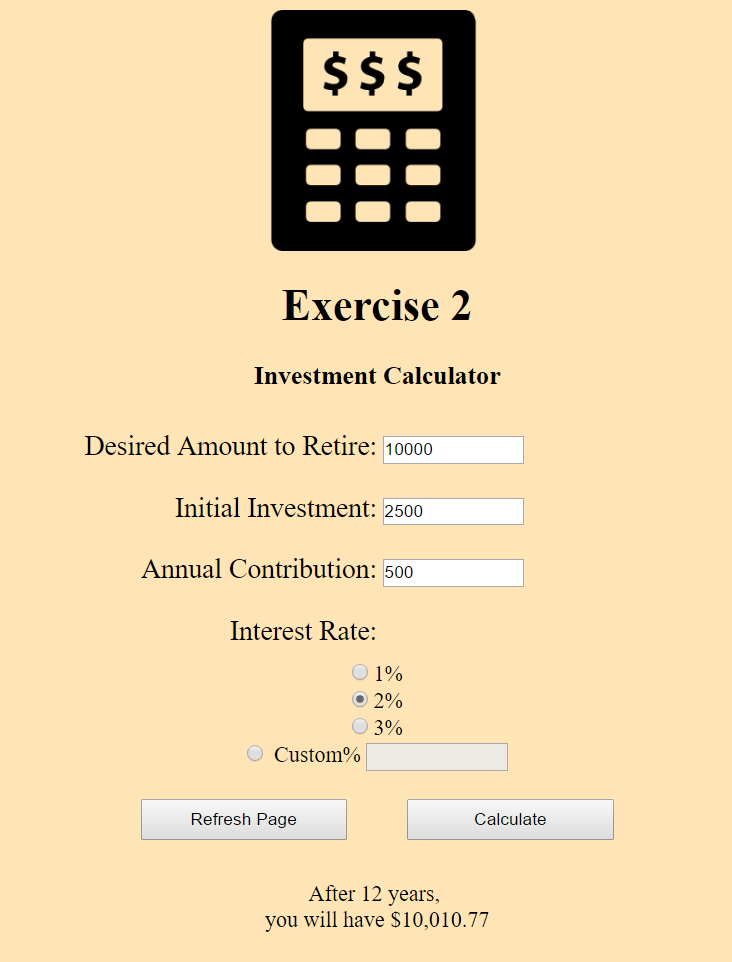 $ $ $
Exercise 2
Investment Calculator
Desired Amount to Retire: 10000
Initial Investment: 2500
Annual Contribution: 500
Interest Rate:
1%
2%
3%
Custom%
Refresh Page Calculate
After 12 years,
you will have $10,010.77